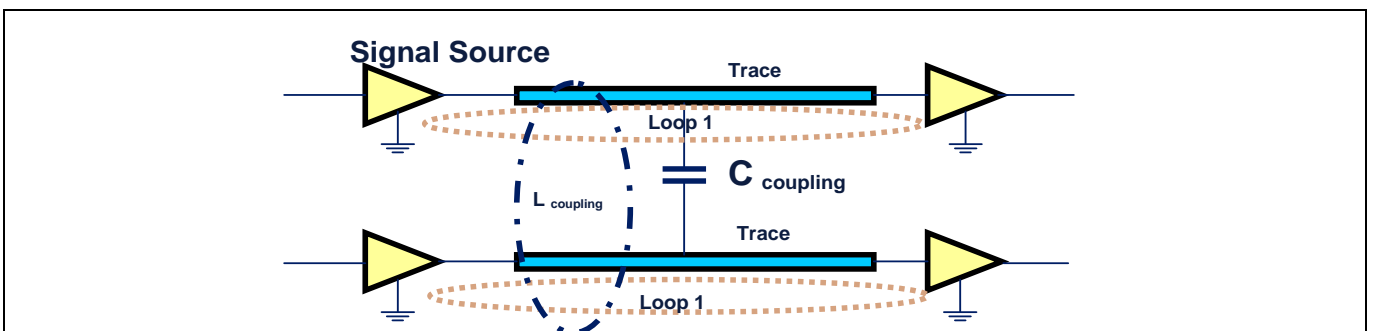 Signal Source
Trace
Loop 1
C coupling
L coupling
Trace
Loop 1